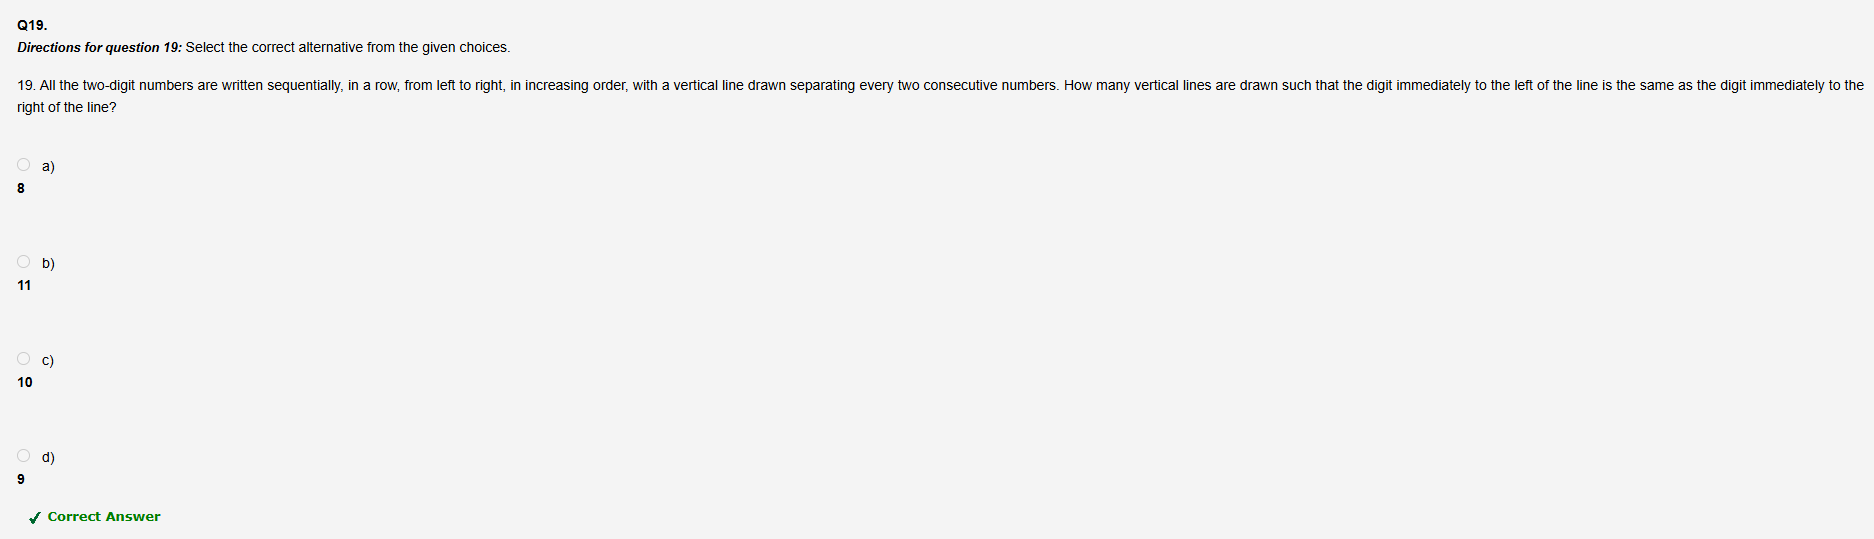 Q19.
Directions for question 19: Select the correct alternative from the given choices.
19. All the two-digit numbers are written sequentially, in a row, from left to right, in increasing order, with a vertical line drawn separating every two consecutive numbers. How many vertical lines are drawn such that the digit immediately to the left of the line is the same as the digit immediately to the
right of the line?
a)
8
b)
11
c)
10
d)
9
✓ Correct Answer